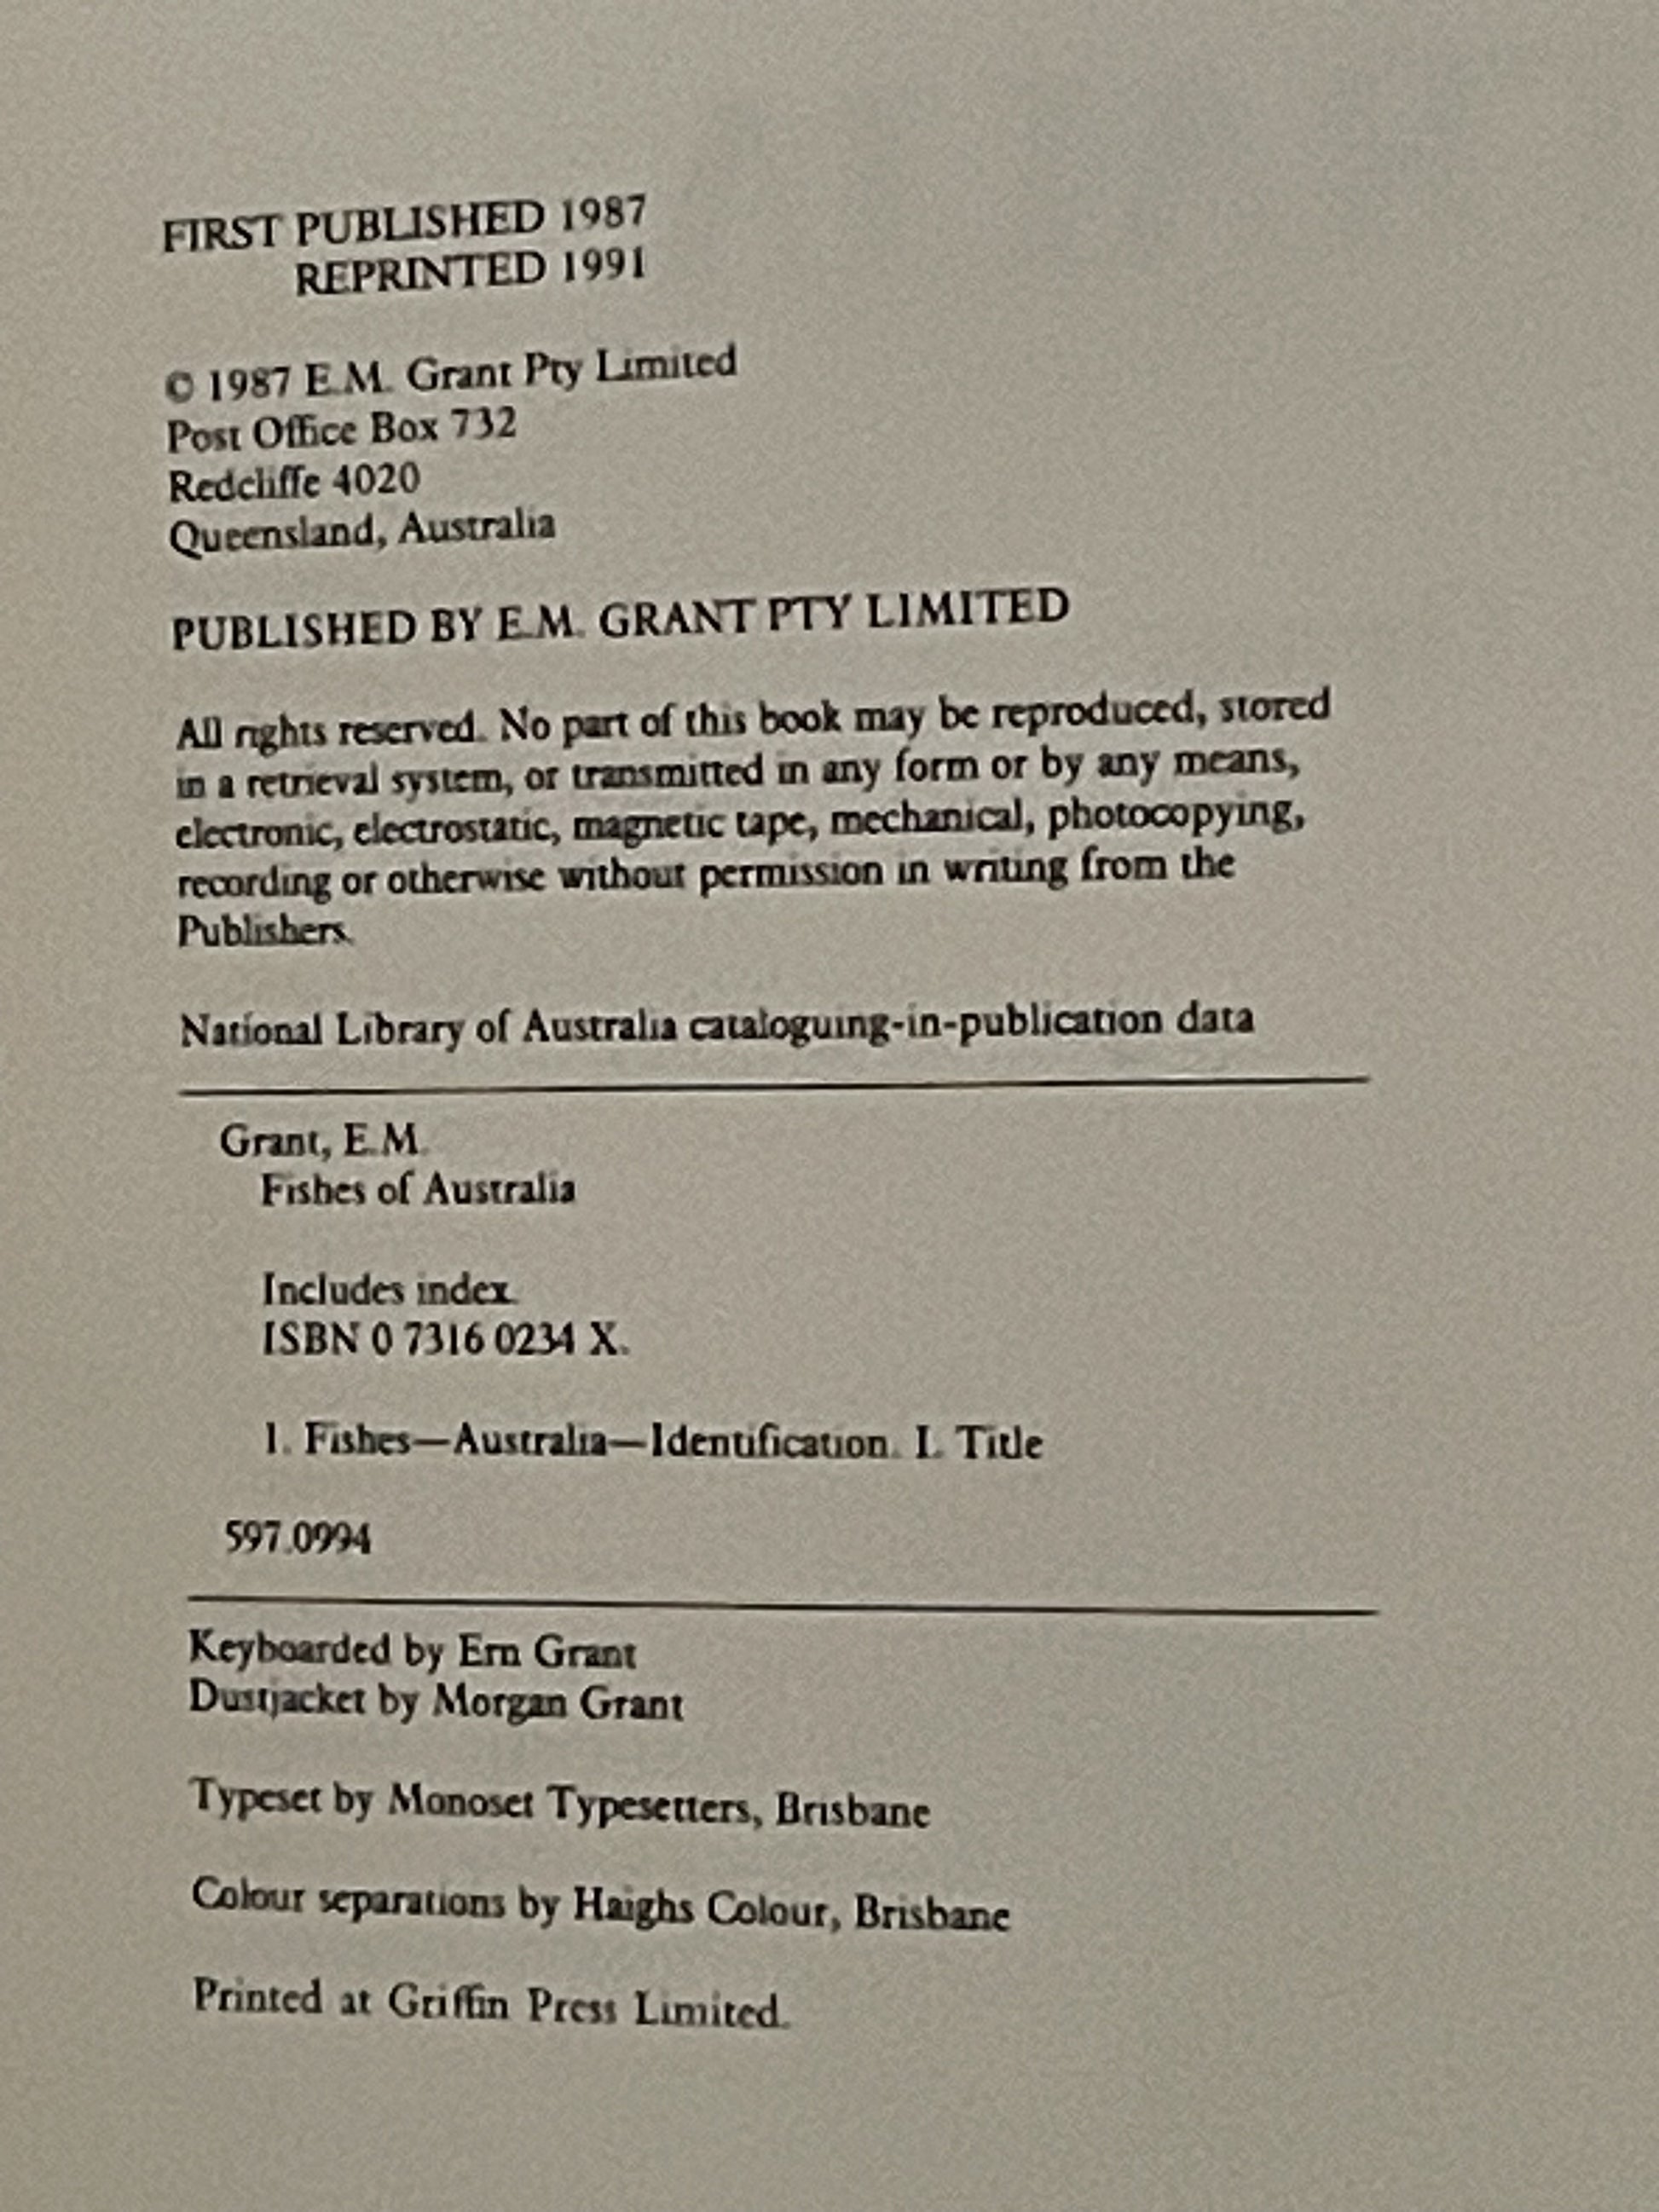 FIRST PUBLISHED 1987
REPRINTED 1991
© 1987 E.M. Grant Pty Limited
Post Office Box 732
Redcliffe 4020
Queensland, Australia
PUBLISHED BY E.M. GRANT PTY LIMITED
All rights reserved. No part of this book may be reproduced, stored
in a retrieval system, or transmitted in any form or by any means,
electronic, electrostatic, magnetic tape, mechanical, photocopying,
recording or otherwise without permission in writing from the
Publishers.
National Library of Australia cataloguing-in-publication data
Grant, E.M.
Fishes of Australia
Includes index.
ISBN 0 7316 0234 X.
1. Fishes—Australia—Identification. I. Title
597.0994
Keyboarded by Ern Grant
Dustjacket by Morgan Grant
Typeset by Monoset Typesetters, Brisbane
Colour separations by Haighs Colour, Brisbane
Printed at Griffin Press Limited.